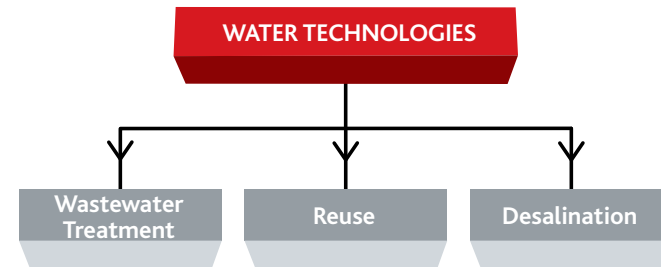 WATER TECHNOLOGIES
Wastewater
Treatment
Reuse
Desalination